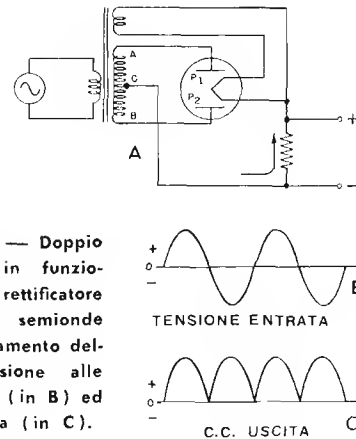 A
C
B
P1
P2
A
+
−
— Doppio
in funzio-
rettificatore
semionde
amento del-
sione alle
(in B) ed
a (in C).
+
0
−
B
TENSIONE ENTRATA
+
0
−
C
C.C. USCITA